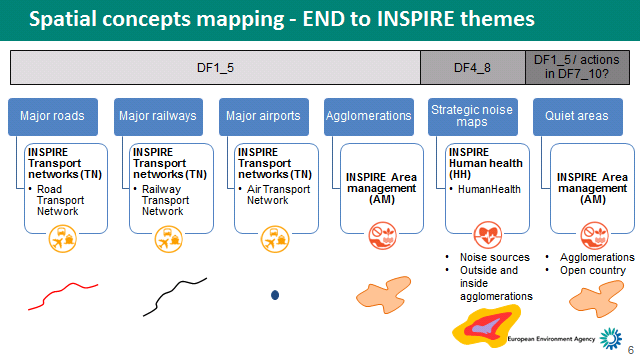 Spatial concepts mapping - END to INSPIRE themes
DF1_5
DF4_8
DF1_5/ actions
in DF7_10?
Major roads
Major railways
Major airports
Agglomerations
Strategic noise
maps
Quiet areas
INSPIRE
Transport
networks (TN)
• Road
Transport
Network
INSPIRE
Transport
networks (TN)
• Railway
Transport
Network
INSPIRE
Transport
networks (TN)
• Air Transport
Network
INSPIRE Area
management
(AM)
INSPIRE
Human health
(HH)
• HumanHealth
INSPIRE Area
management
(AM)
• Noise sources
• Outside and
inside
agglomerations
• Agglomerations
• Open country
European Environment Agency
6